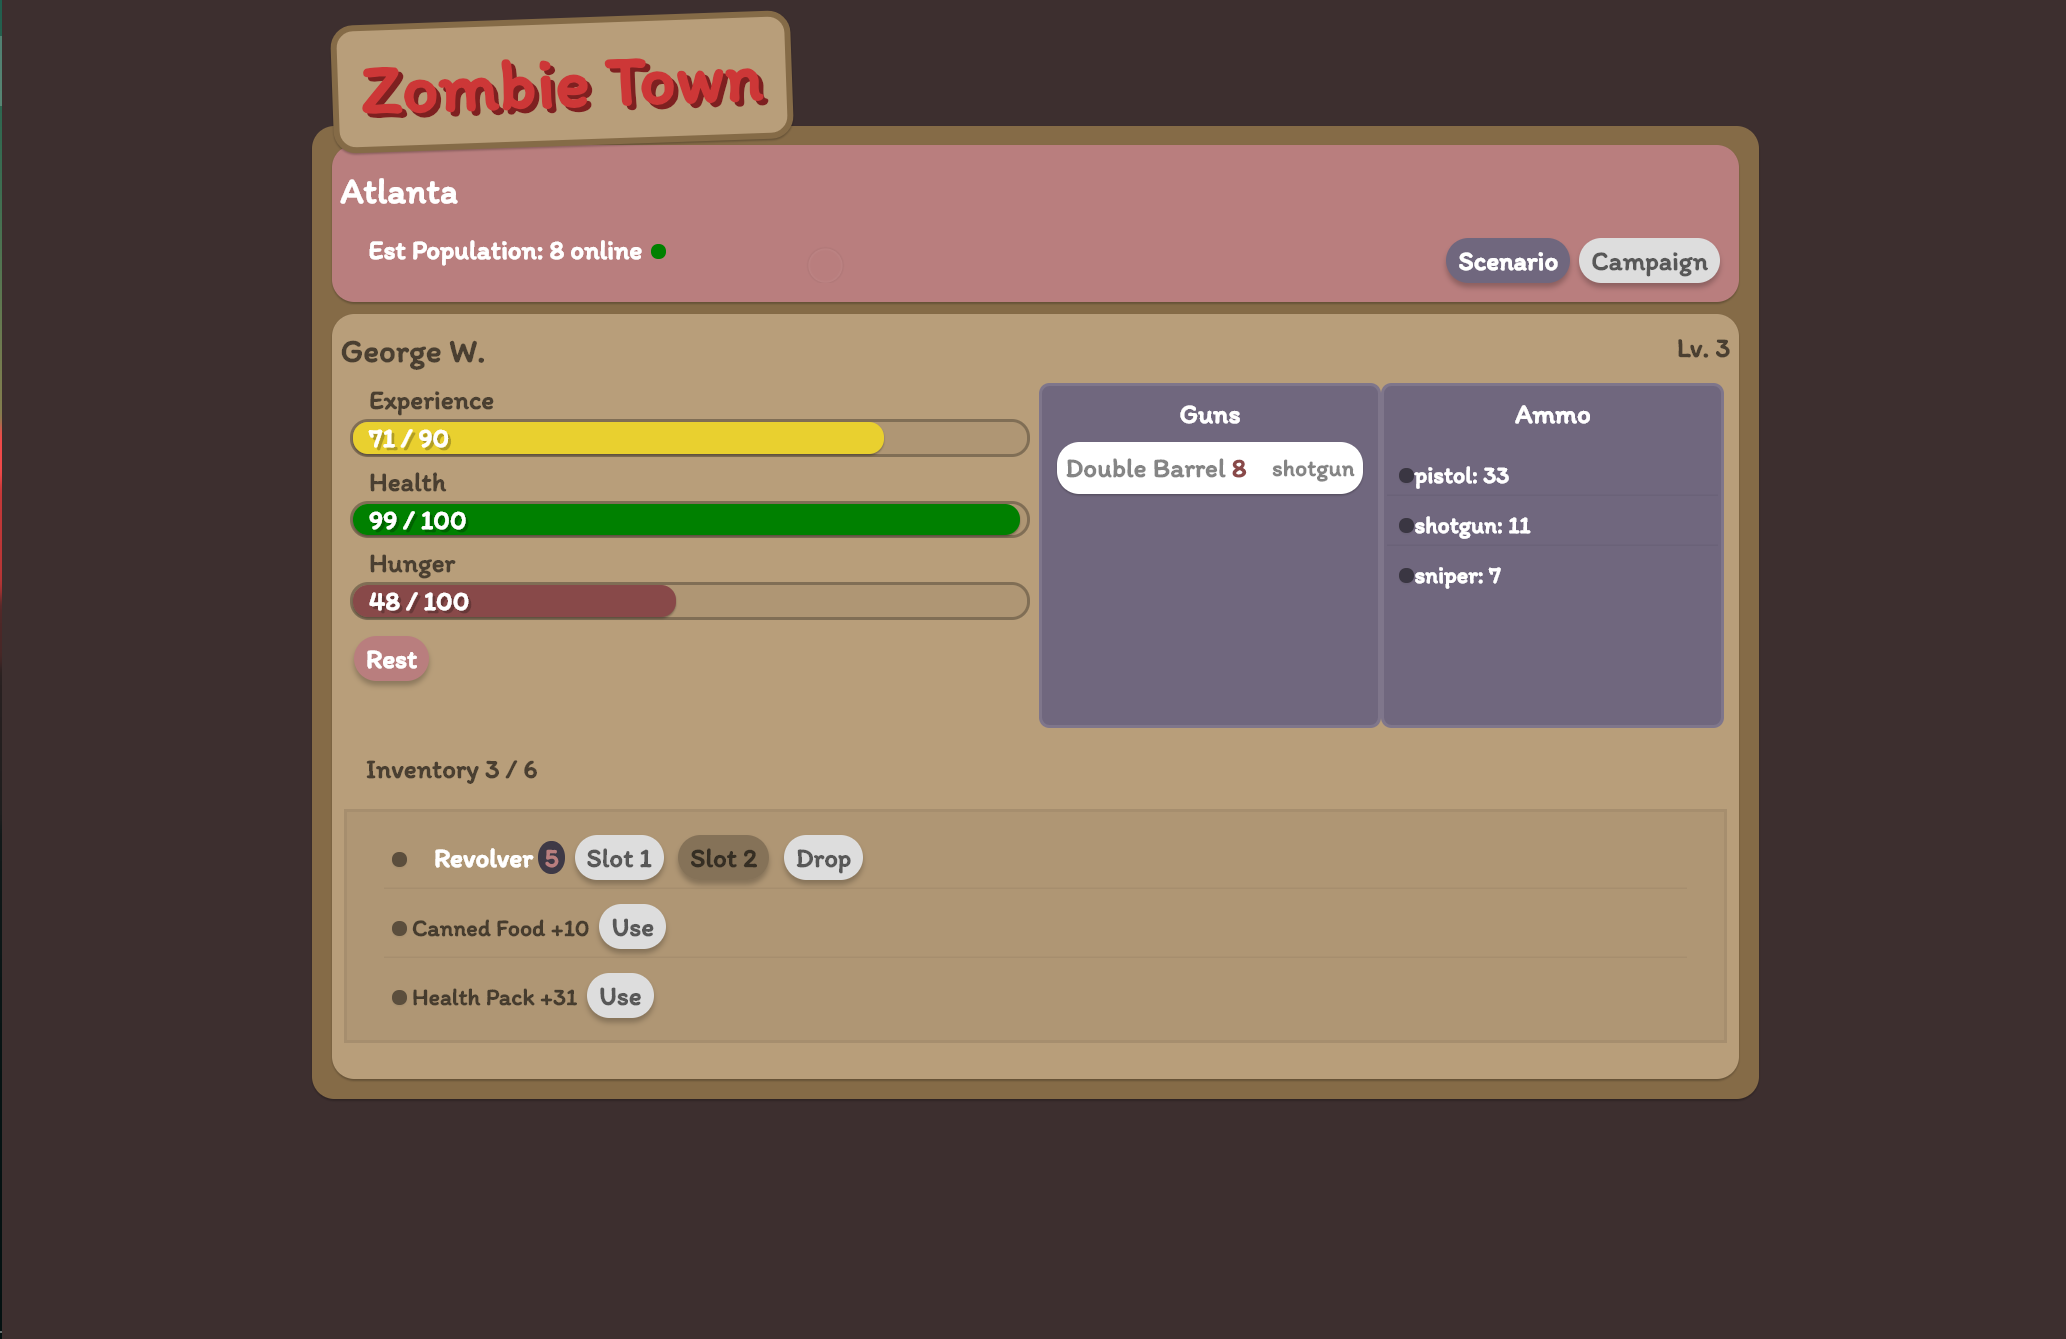 Zombie Town
Atlanta
Est Population: 8 online
Scenario
Campaign
George W.
Lv. 3
Experience
71 / 90
Health
99 / 100
Hunger
48 / 100
Rest
Guns
Double Barrel 8 shotgun
Ammo
pistol: 33
shotgun: 11
sniper: 7
Inventory 3 / 6
Revolver 5 Slot 1 Slot 2 Drop
Canned Food +10 Use
Health Pack +31 Use